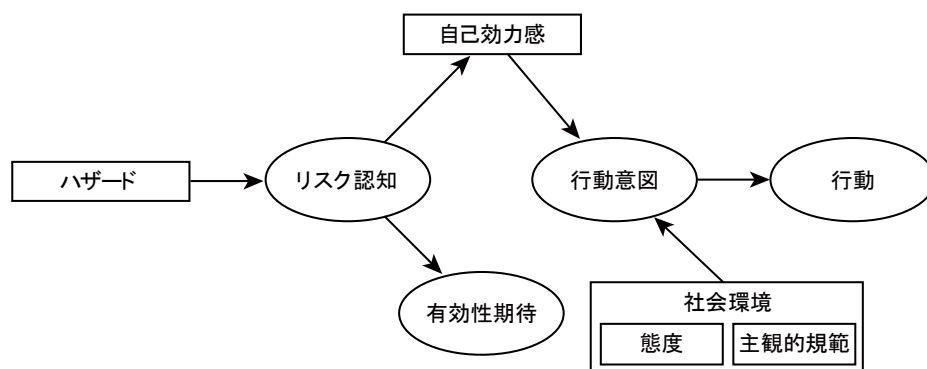 自己効力感
ハザード
リスク認知
行動意図
行動
有効性期待
社会環境
態度
主観的規範